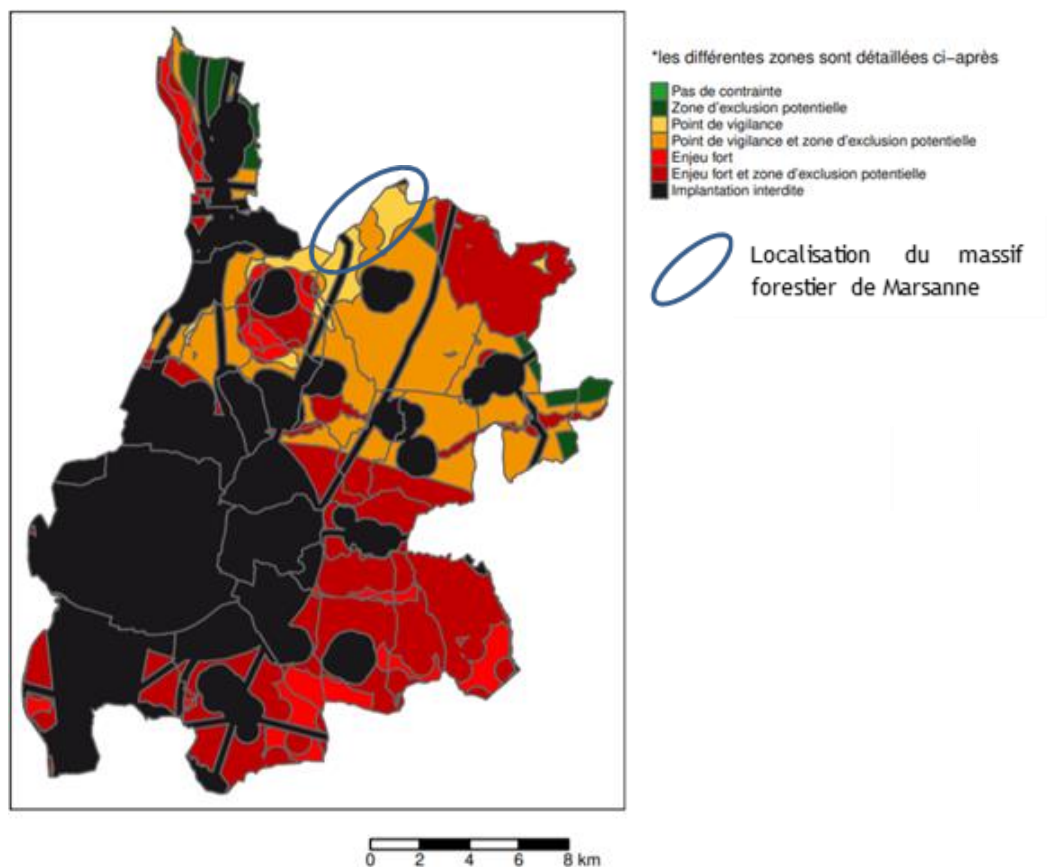 *les différentes zones sont détaillées ci-après
Pas de contrainte
Zone d'exclusion potentielle
Point de vigilance
Point de vigilance et zone d'exclusion potentielle
Enjeu fort
Enjeu fort et zone d'exclusion potentielle
Implantation interdite
Localisation du massif
forestier de Marsanne
0 2 4 6 8 km